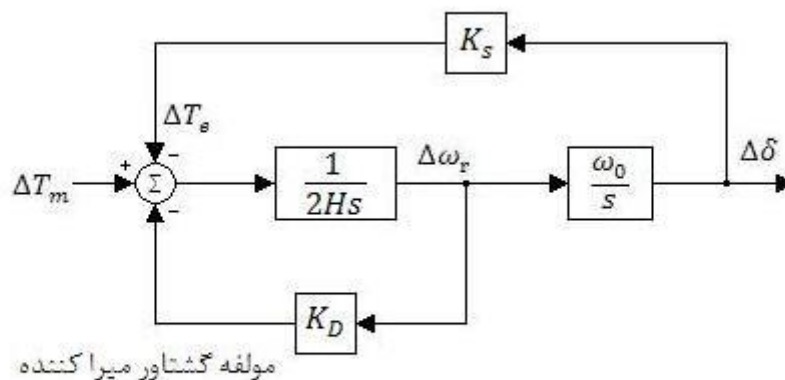 K_s
ΔT_e
−
+
ΔT_m
Σ
−
1
2Hs
Δω_r
ω_0
s
Δδ
K_D
مولفه گشتاور میرا کننده